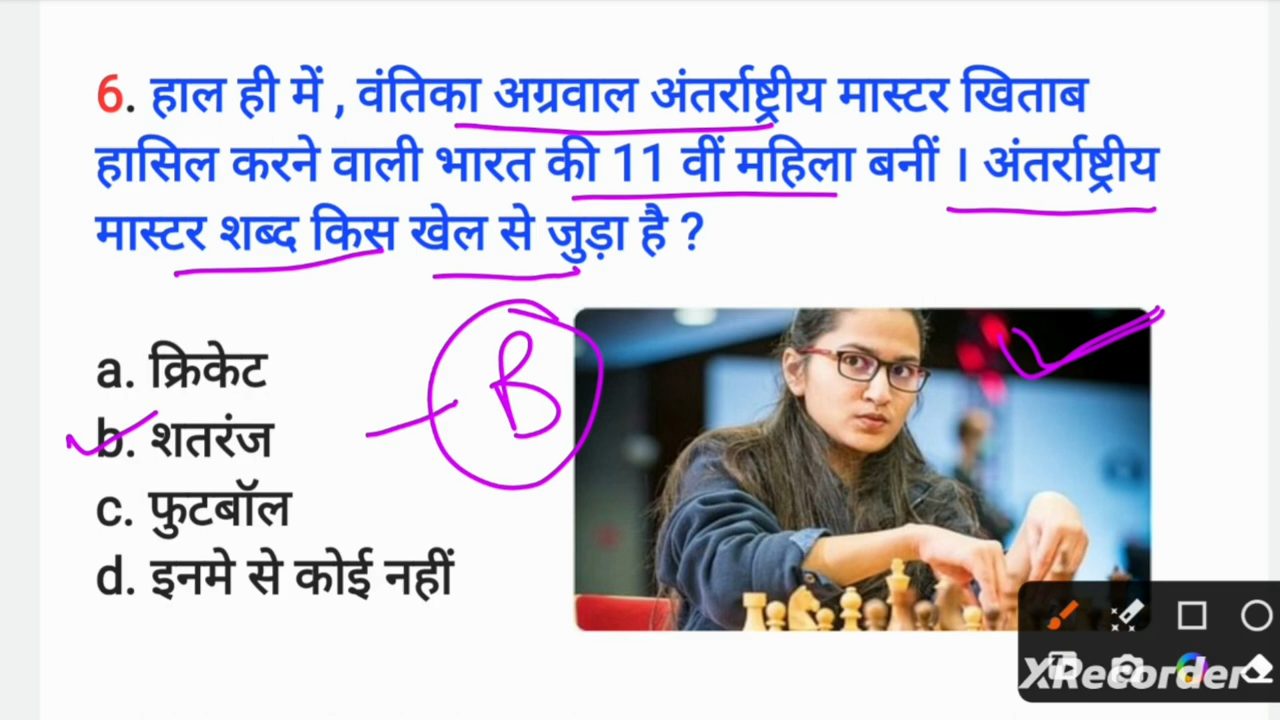 6. हाल ही में , वंतिका अग्रवाल अंतर्राष्ट्रीय मास्टर खिताब
हासिल करने वाली भारत की 11 वीं महिला बनीं । अंतर्राष्ट्रीय
मास्टर शब्द किस खेल से जुड़ा है ?
a. क्रिकेट
b. शतरंज
c. फुटबॉल
d. इनमे से कोई नहीं
B
XRecorder